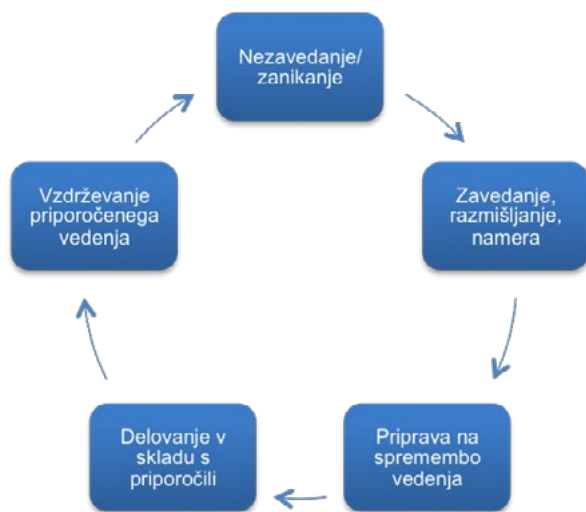 Nezavedanje/
zanikanje
Zavedanje,
razmišljanje,
namera
Priprava na
spremembo
vedenja
Delovanje v
skladu s
priporočili
Vzdrževanje
priporočenega
vedenja